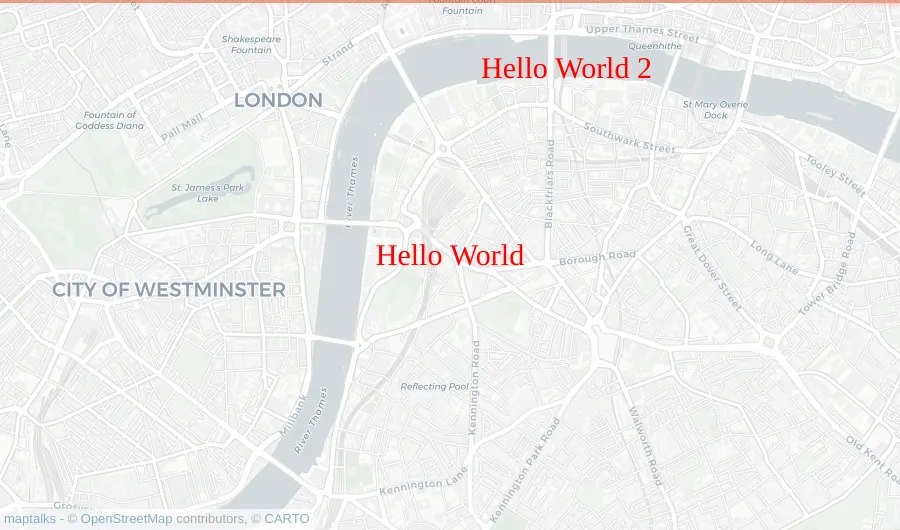 Fountain Court
Fountain
Upper Thames Street
Queenhithe
Shakespeare
Fountain
Strand
Hello World 2
LONDON
St Mary Overie
Dock
Fountain of
Goddess Diana
Pall Mall
Southwark Street
Lane
Tooley Street
River Thames
Blackfriars Road
St. James's Park
Lake
Hello World
Borough Road
Great Dover Street
Long Lane
Tower Bridge Road
CITY OF WESTMINSTER
Kennington Road
Reflecting Pool
Millbank
River Thames
Walworth Road
Kennington Park Road
Old Kent Road
Kennington Lane
maptalks - © OpenStreetMap contributors, © CARTO